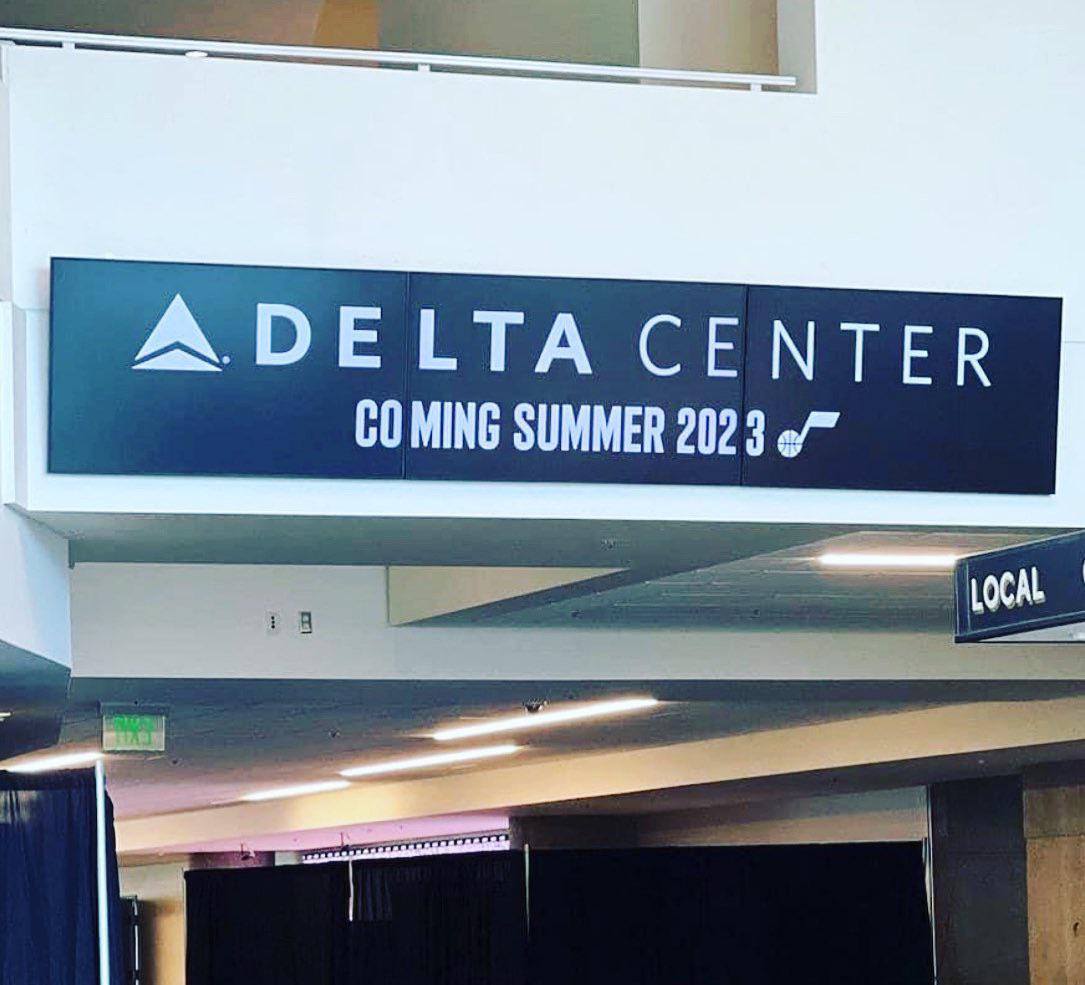 DELTA CENTER
COMING SUMMER 2023
LOCAL
EXIT